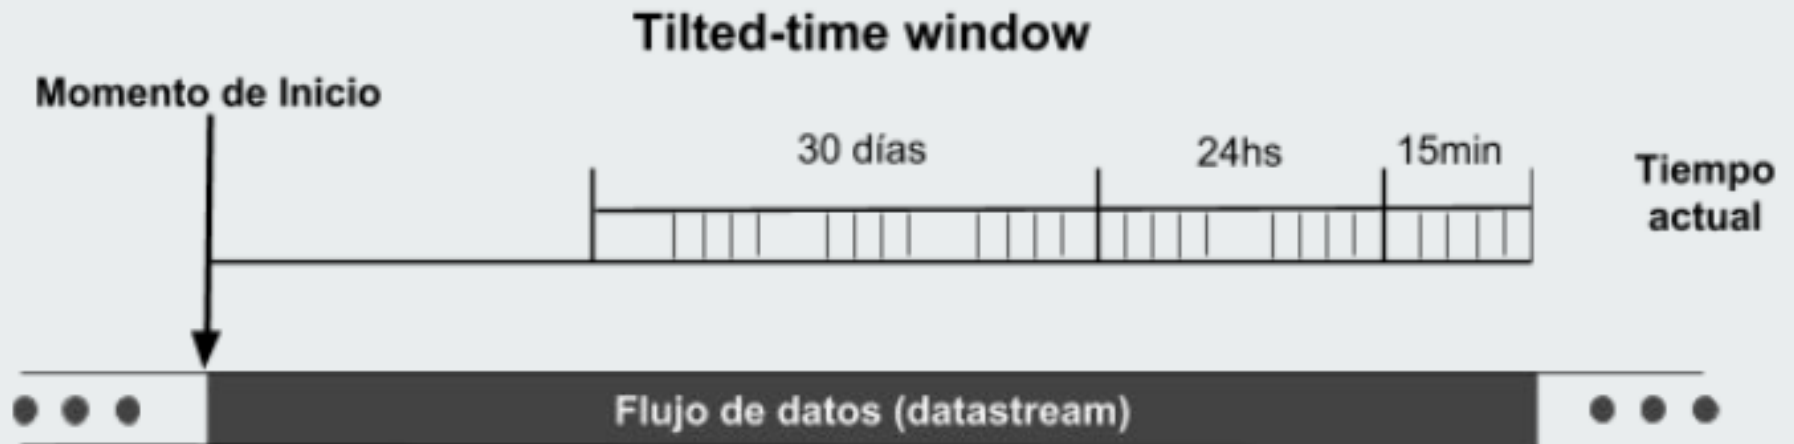 Tilted-time window
Momento de Inicio
30 días
24hs
15min
Tiempo
actual
Flujo de datos (datastream)